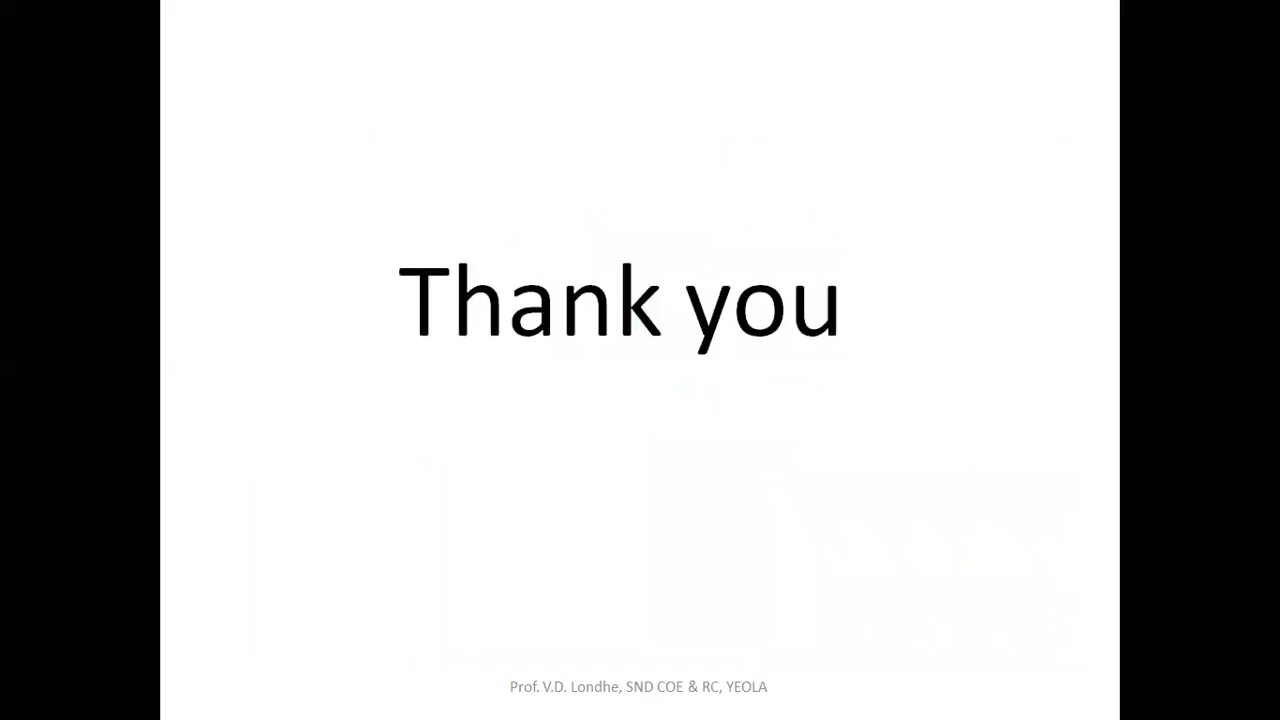 Thank you
Prof. V.D. Londhe, SND COE & RC, YEOLA